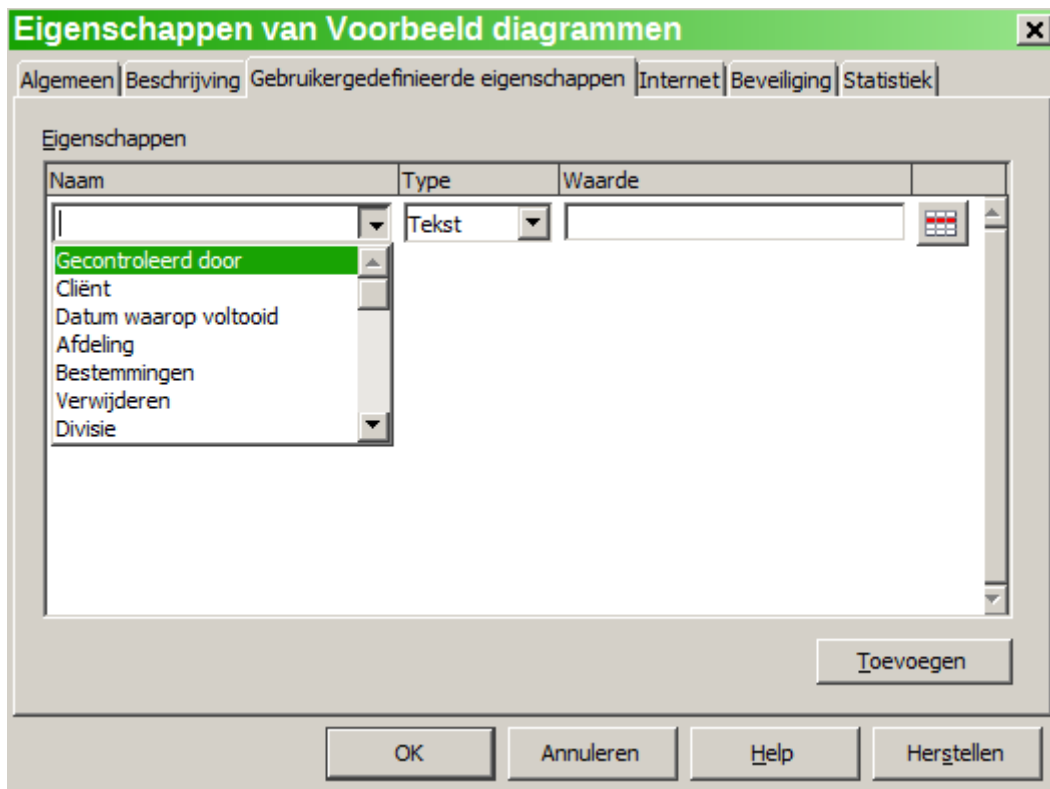 Eigenschappen van Voorbeeld diagrammen
Algemeen Beschrijving Gebruikergedefinieerde eigenschappen Internet Beveiliging Statistiek
Eigenschappen
Naam Type Waarde
Tekst
Gecontroleerd door
Cliënt
Datum waarop voltooid
Afdeling
Bestemmingen
Verwijderen
Divisie
Toevoegen
OK Annuleren Help Herstellen